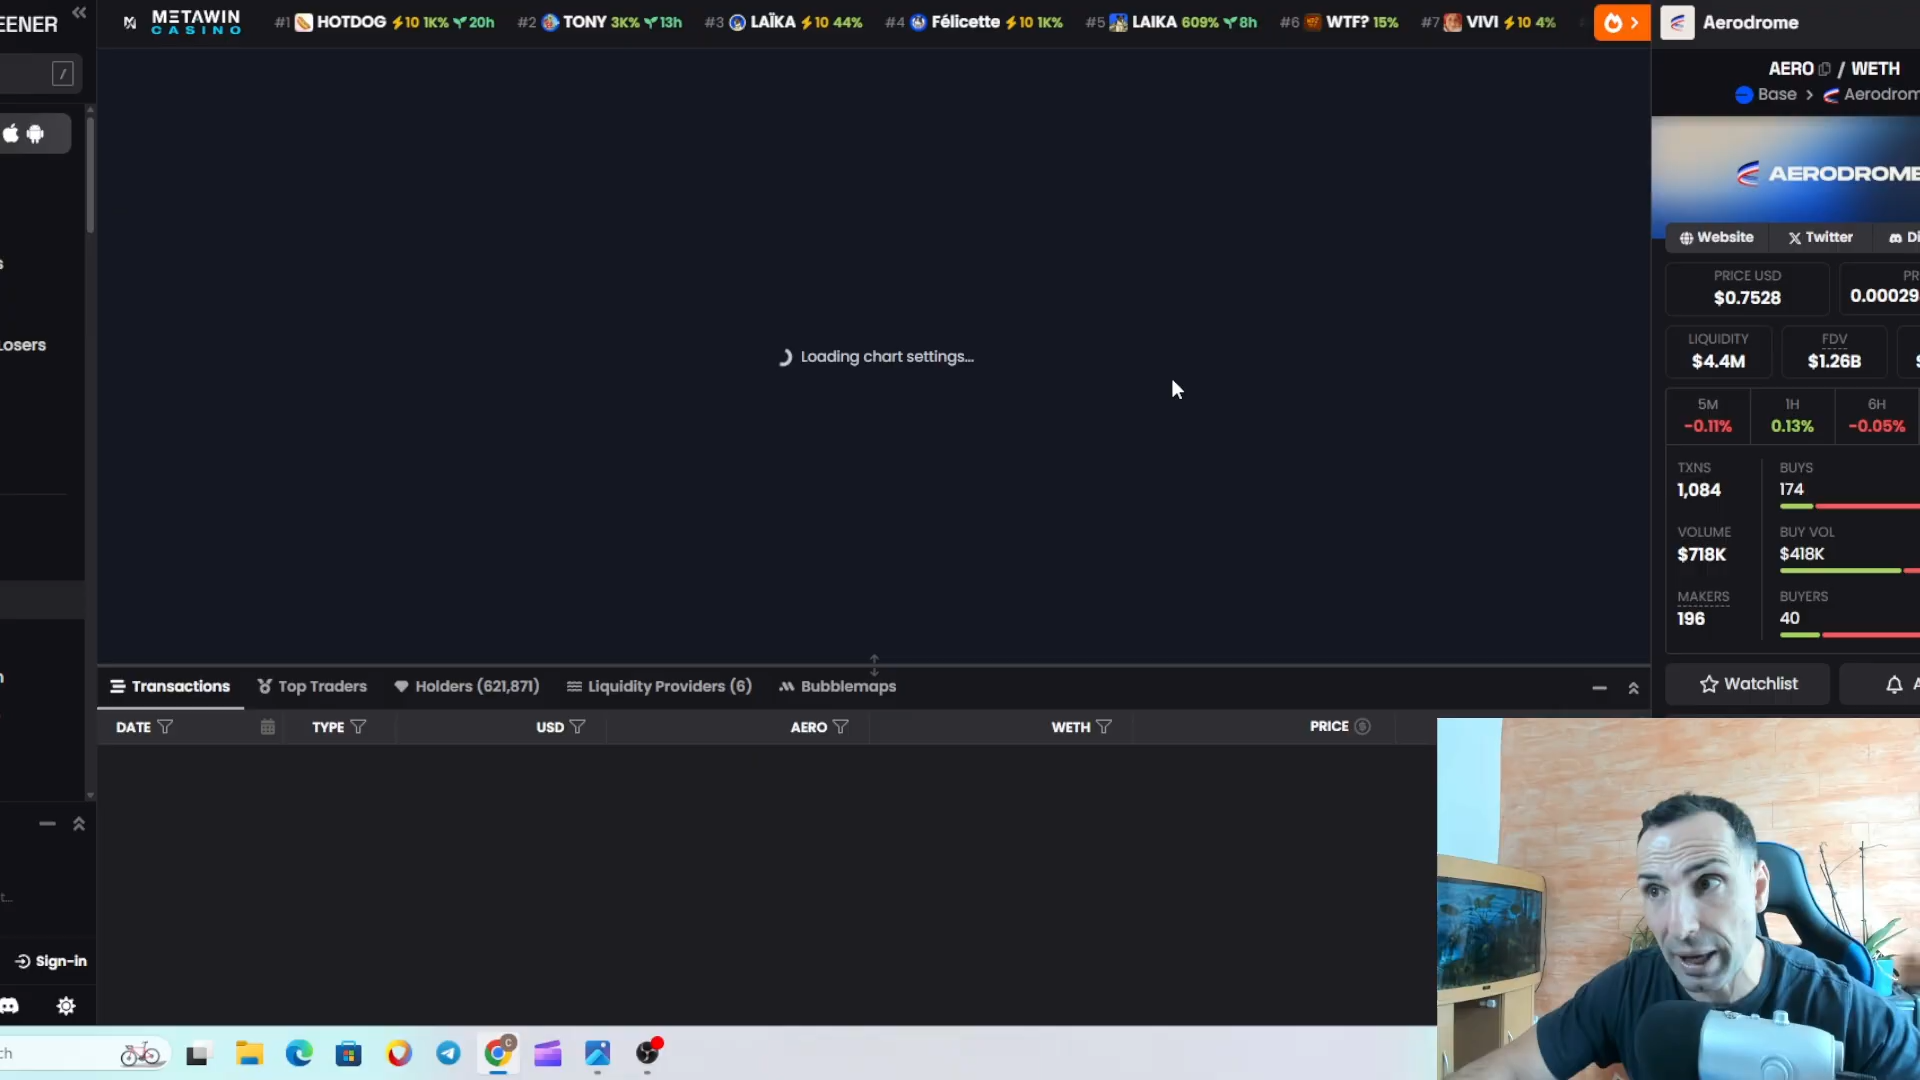 EENER
METAWIN CASINO
#1 HOTDOG 10 1K% 20h #2 TONY 3K% 13h #3 LAÏKA 10 44% #4 Félicette 10 1K% #5 LAIKA 609% 8h #6 WTF? 15% #7 VIVI 10 4%
Aerodrome
/
AERO / WETH
Base > Aerodrom
AERODROME
Website Twitter Di
s
PRICE USD
$0.7528
PR
0.00029
Losers
LIQUIDITY
$4.4M
FDV
$1.26B
$
Loading chart settings...
5M
-0.11%
1H
0.13%
6H
-0.05%
TXNS
1,084
BUYS
174
VOLUME
$718K
BUY VOL
$418K
MAKERS
196
BUYERS
40
Watchlist A
Transactions Top Traders Holders (621,871) Liquidity Providers (6) Bubblemaps
DATE TYPE USD AERO WETH PRICE
t...
Sign-in
ch
C